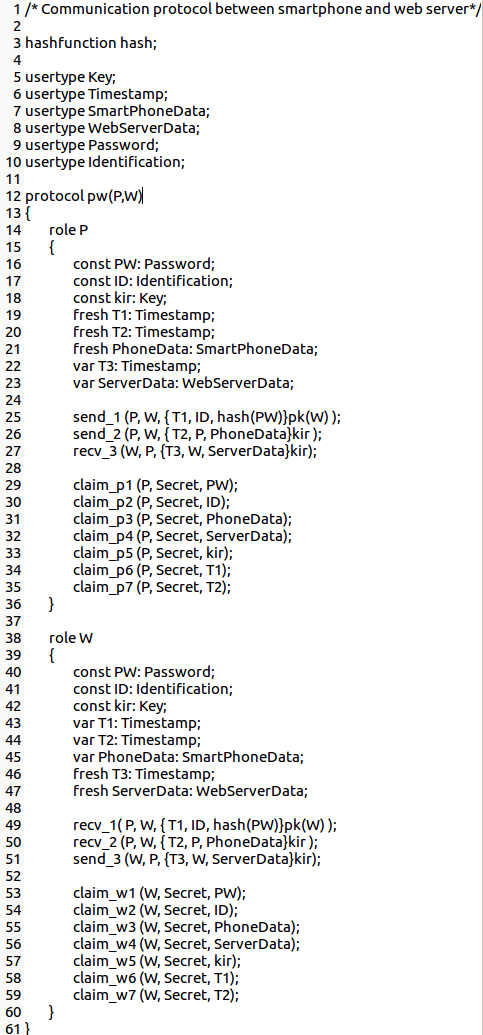 1 /* Communication protocol between smartphone and web server*/
2
3 hashfunction hash;
4
5 usertype Key;
6 usertype Timestamp;
7 usertype SmartPhoneData;
8 usertype WebServerData;
9 usertype Password;
10 usertype Identification;
11
12 protocol pw(P,W)
13 {
14 role P
15 {
16 const PW: Password;
17 const ID: Identification;
18 const kir: Key;
19 fresh T1: Timestamp;
20 fresh T2: Timestamp;
21 fresh PhoneData: SmartPhoneData;
22 var T3: Timestamp;
23 var ServerData: WebServerData;
24
25 send_1 (P, W, { T1, ID, hash(PW)}pk(W) );
26 send_2 (P, W, { T2, P, PhoneData}kir );
27 recv_3 (W, P, {T3, W, ServerData}kir);
28
29 claim_p1 (P, Secret, PW);
30 claim_p2 (P, Secret, ID);
31 claim_p3 (P, Secret, PhoneData);
32 claim_p4 (P, Secret, ServerData);
33 claim_p5 (P, Secret, kir);
34 claim_p6 (P, Secret, T1);
35 claim_p7 (P, Secret, T2);
36 }
37
38 role W
39 {
40 const PW: Password;
41 const ID: Identification;
42 const kir: Key;
43 var T1: Timestamp;
44 var T2: Timestamp;
45 var PhoneData: SmartPhoneData;
46 fresh T3: Timestamp;
47 fresh ServerData: WebServerData;
48
49 recv_1( P, W, { T1, ID, hash(PW)}pk(W) );
50 recv_2 (P, W, { T2, P, PhoneData}kir );
51 send_3 (W, P, {T3, W, ServerData}kir);
52
53 claim_w1 (W, Secret, PW);
54 claim_w2 (W, Secret, ID);
55 claim_w3 (W, Secret, PhoneData);
56 claim_w4 (W, Secret, ServerData);
57 claim_w5 (W, Secret, kir);
58 claim_w6 (W, Secret, T1);
59 claim_w7 (W, Secret, T2);
60 }
61 }